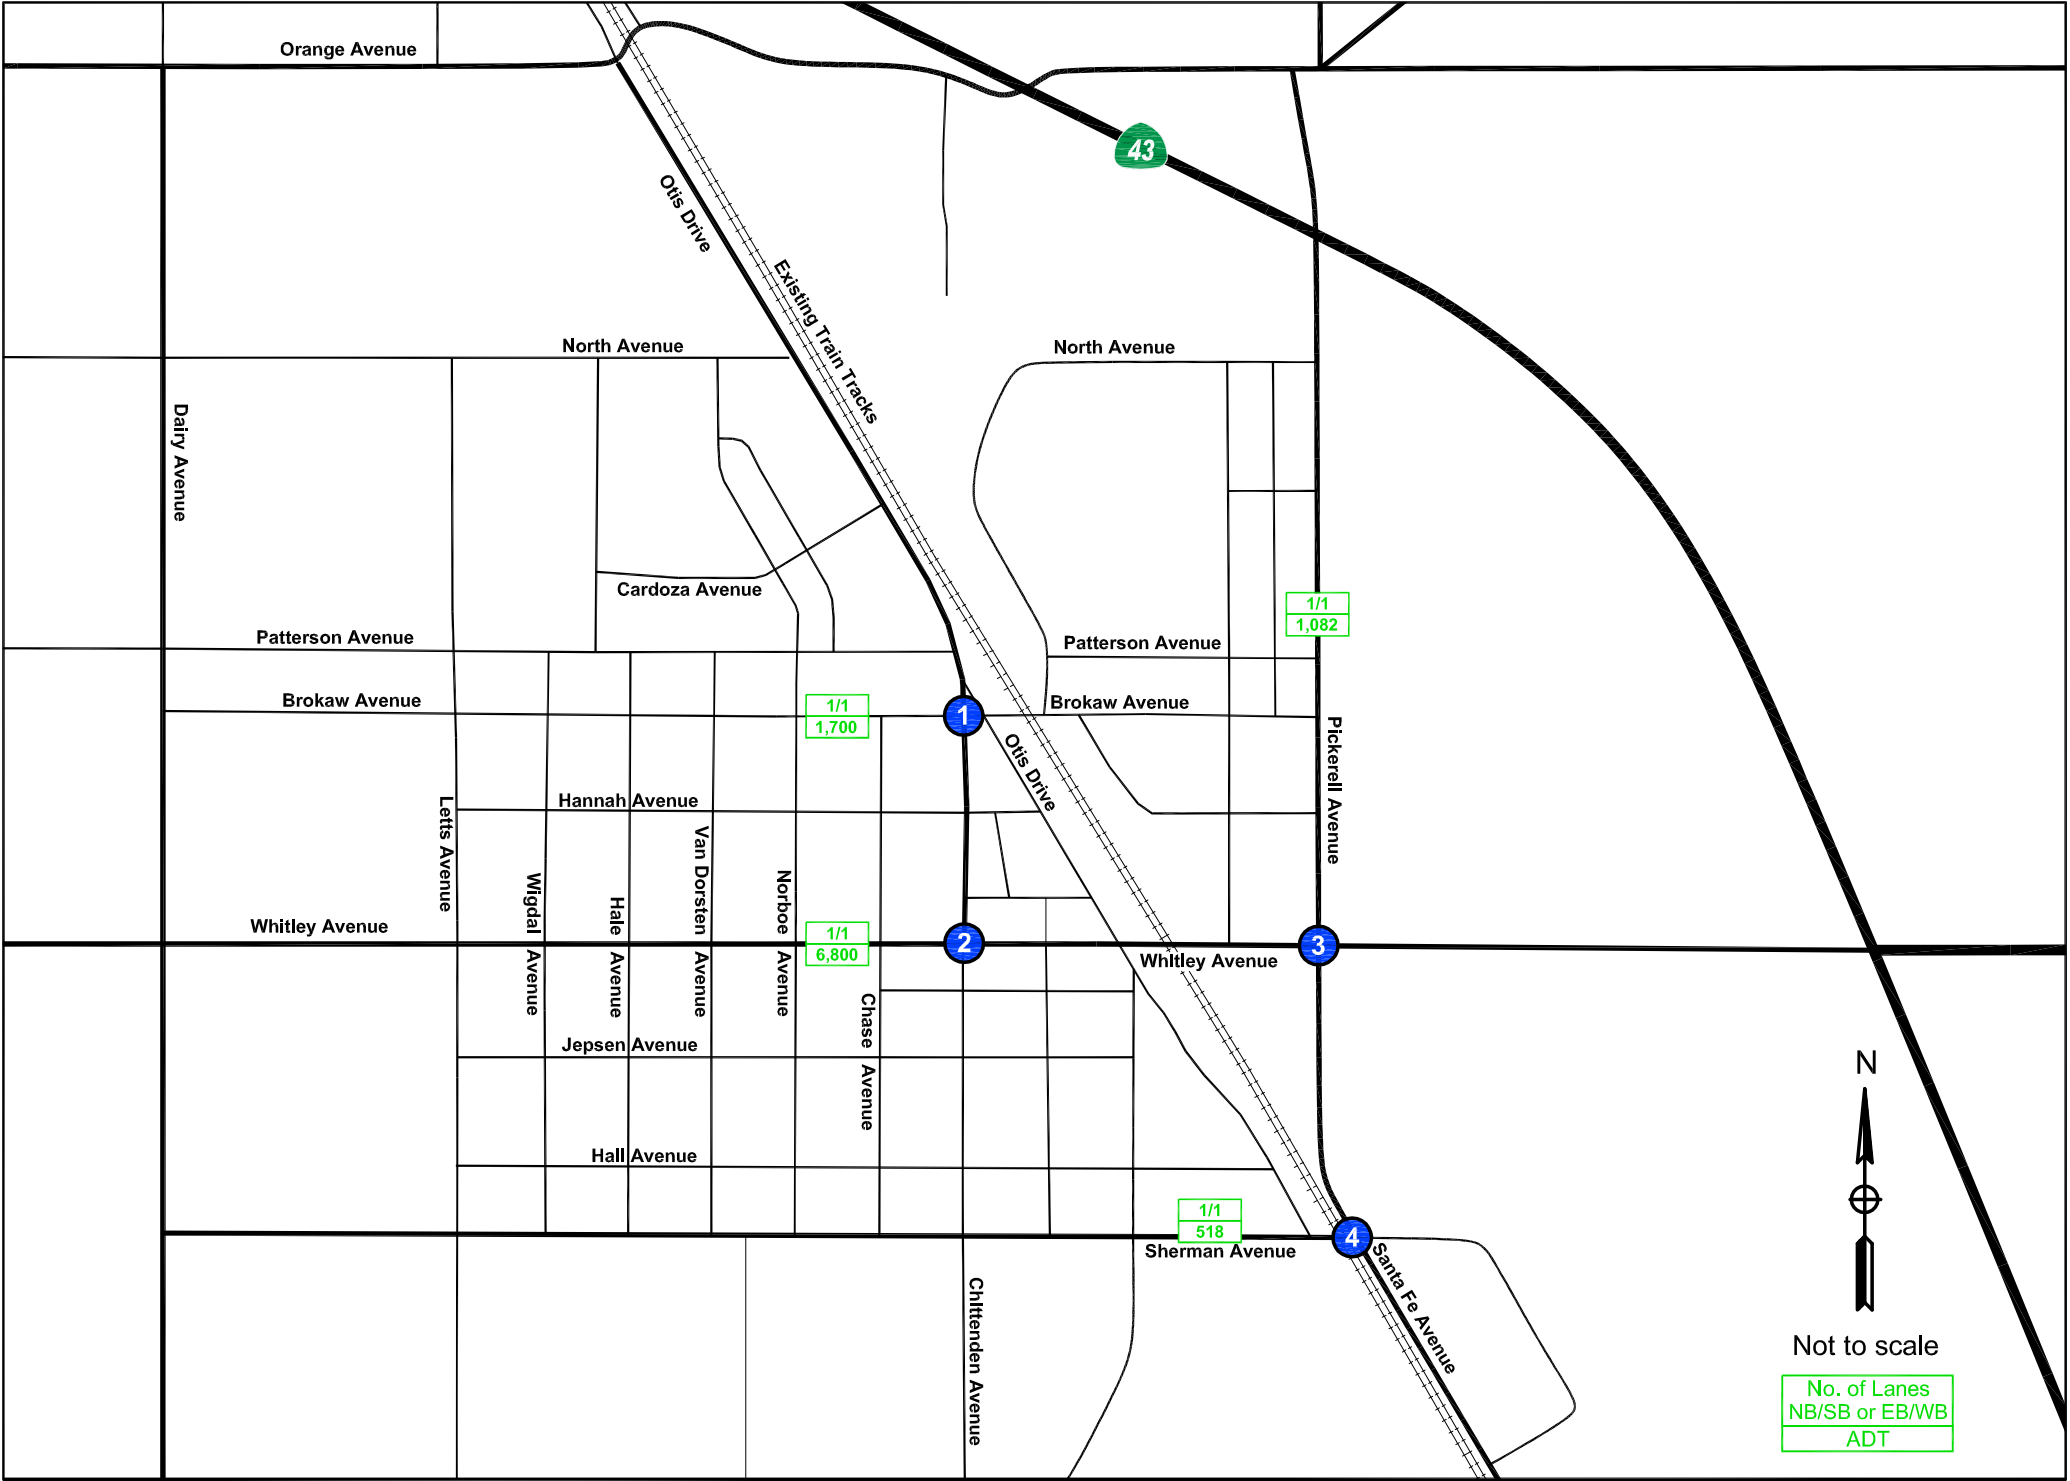 Orange Avenue
43
Otis Drive
Existing Train Tracks
North Avenue
North Avenue
Dairy Avenue
Cardoza Avenue
1/1
1,082
Patterson Avenue
Patterson Avenue
Brokaw Avenue
1/1
1,700
1
Brokaw Avenue
Pickerell Avenue
Otis Drive
Hannah Avenue
Letts Avenue
Van Dorsten Avenue
Norboe Avenue
Wigdal Avenue
Hale Avenue
Whitley Avenue
1/1
6,800
2
3
Whitley Avenue
Chase Avenue
Jepsen Avenue
N
Hall Avenue
1/1
518
4
Sherman Avenue
Santa Fe Avenue
Chittenden Avenue
Not to scale
No. of Lanes
NB/SB or EB/WB
ADT